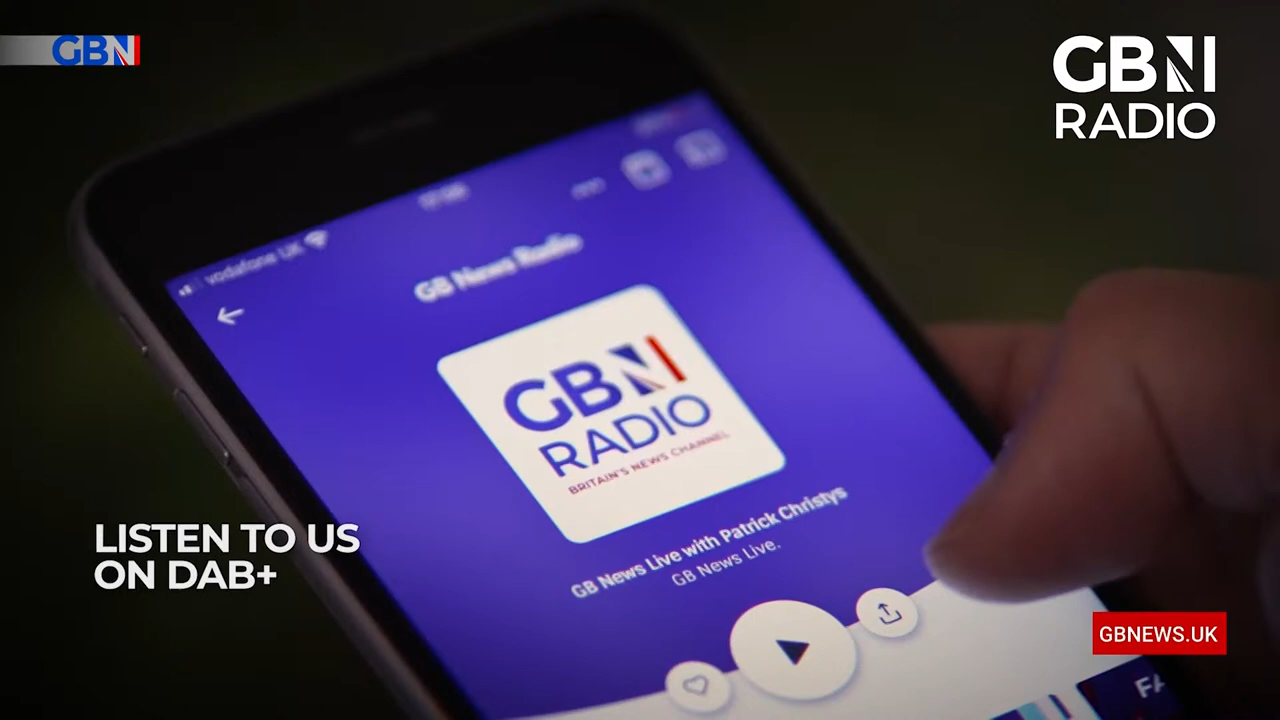 GBN
GBN
RADIO
vodafone UK
GB News Radio
GBN
RADIO
BRITAIN'S NEWS CHANNEL
GB News Live with Patrick Christys
GB News Live.
LISTEN TO US
ON DAB+
GBNEWS.UK